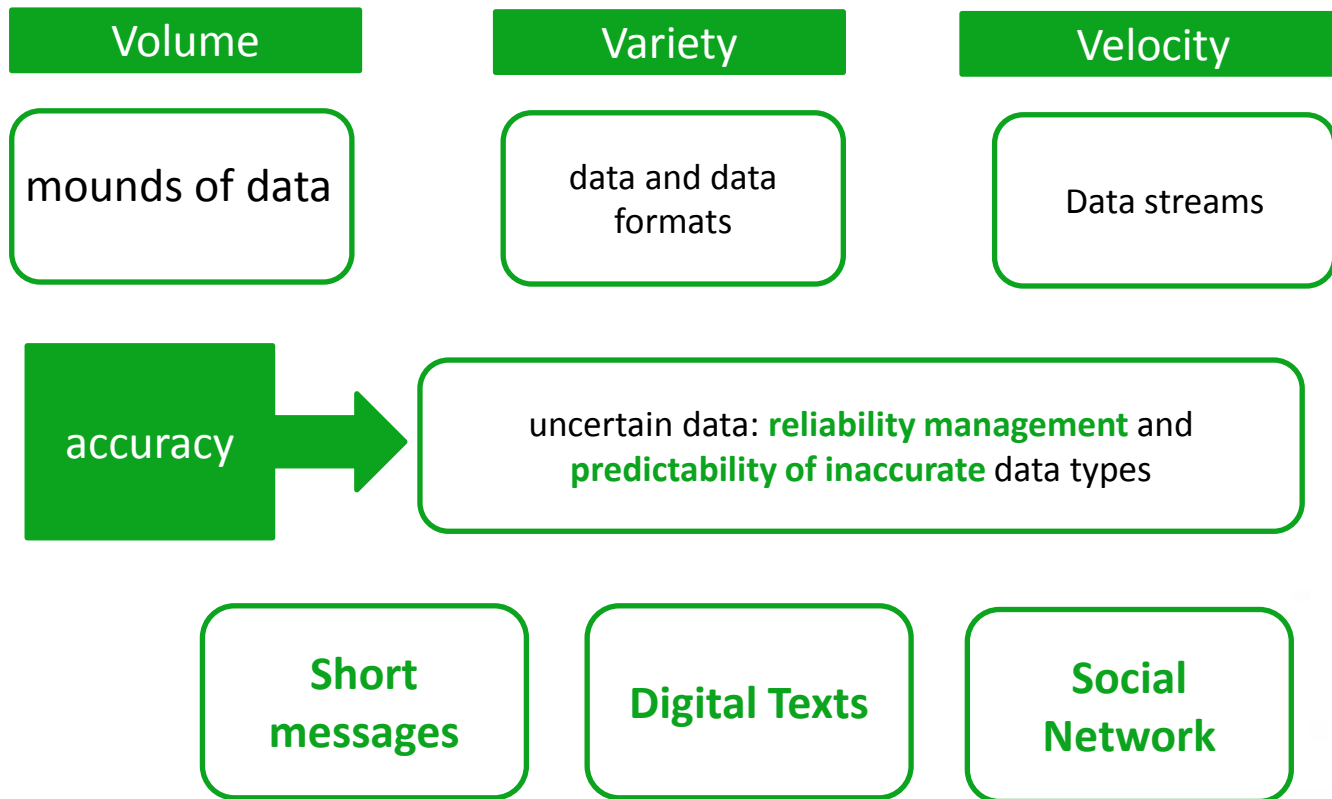 Volume
Variety
Velocity
mounds of data
data and data
formats
Data streams
accuracy
uncertain data: reliability management and
predictability of inaccurate data types
Short
messages
Digital Texts
Social
Network